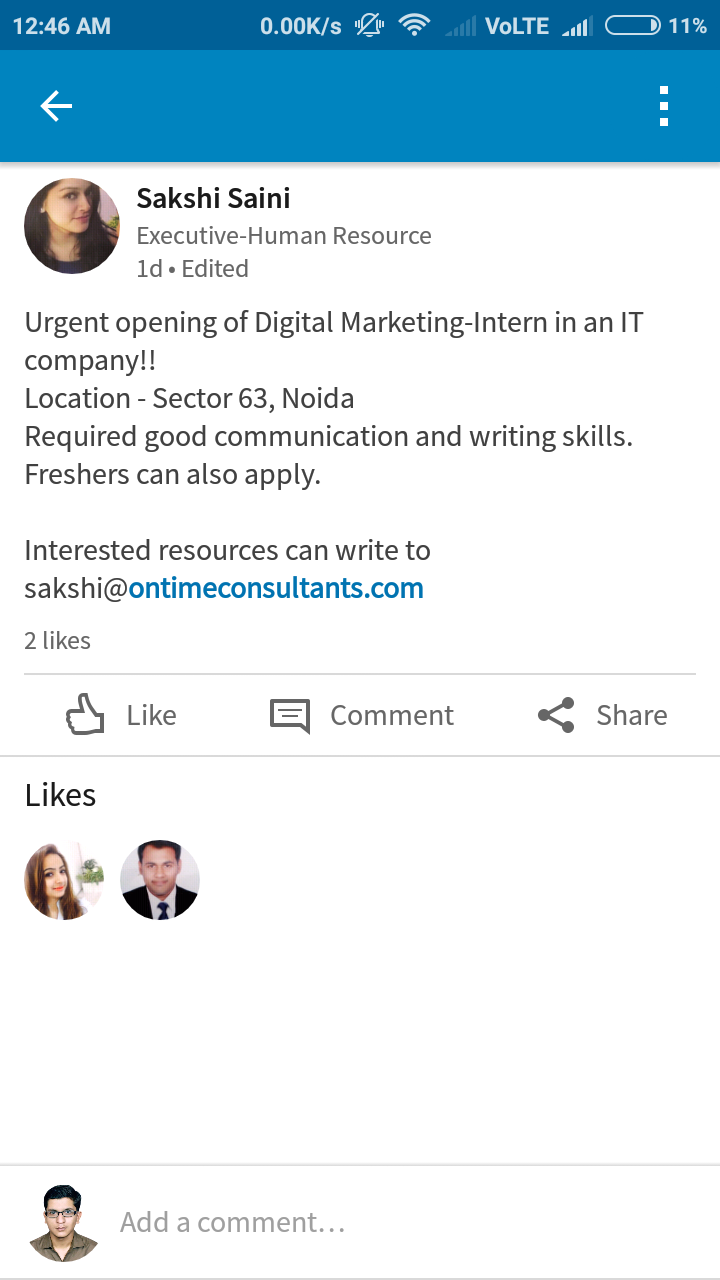 12:46 AM 0.00K/s VoLTE 11%
Sakshi Saini
Executive-Human Resource
1d • Edited
Urgent opening of Digital Marketing-Intern in an IT
company!!
Location - Sector 63, Noida
Required good communication and writing skills.
Freshers can also apply.
Interested resources can write to
sakshi@ontimeconsultants.com
2 likes
Like Comment Share
Likes
Add a comment...